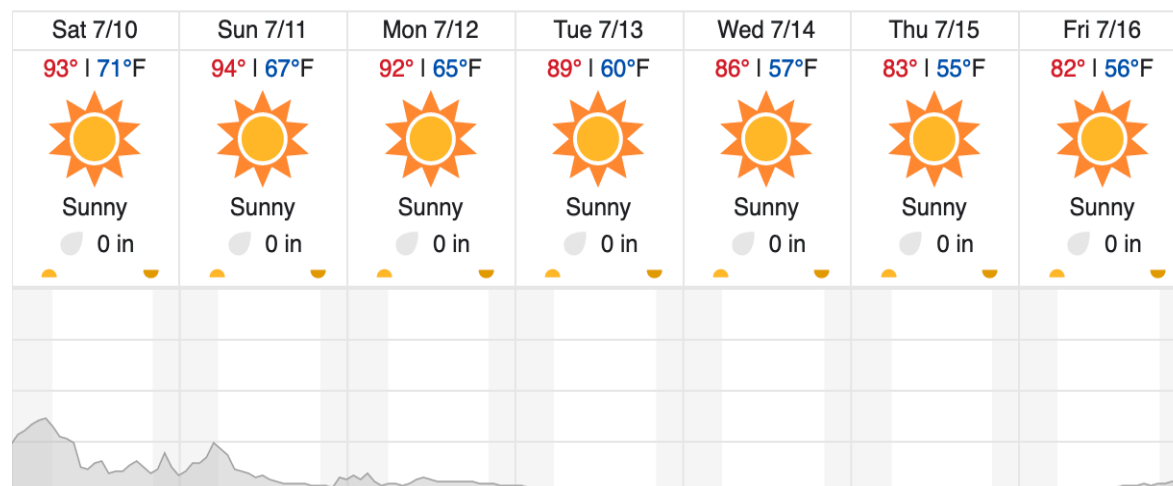 Sat 7/10 Sun 7/11 Mon 7/12 Tue 7/13 Wed 7/14 Thu 7/15 Fri 7/16
93° | 71°F 94° | 67°F 92° | 65°F 89° | 60°F 86° | 57°F 83° | 55°F 82° | 56°F
Sunny Sunny Sunny Sunny Sunny Sunny Sunny
0 in 0 in 0 in 0 in 0 in 0 in 0 in